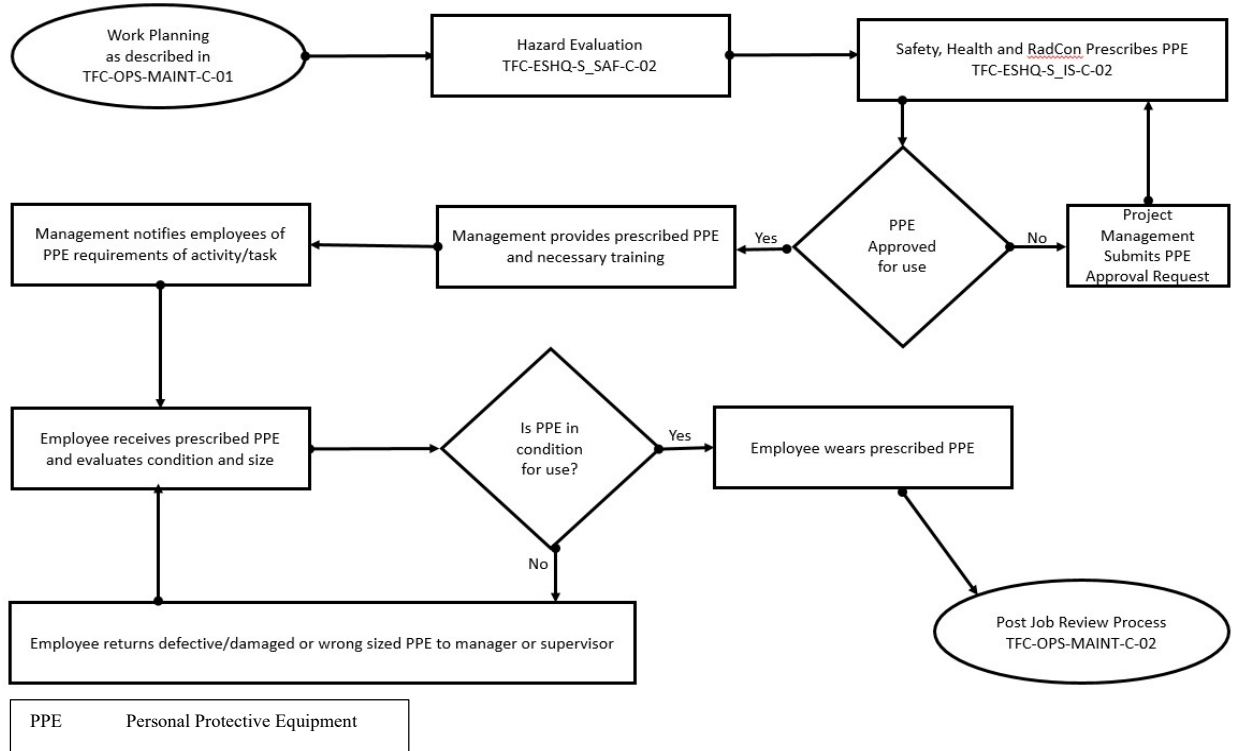 Work Planning
as described in
TFC-OPS-MAINT-C-01
Hazard Evaluation
TFC-ESHQ-S_SAF-C-02
Safety, Health and RadCon Prescribes PPE
TFC-ESHQ-S_IS-C-02
Management notifies employees of
PPE requirements of activity/task
Management provides prescribed PPE
and necessary training
Yes
PPE
Approved
for use
No
Project
Management
Submits PPE
Approval Request
Employee receives prescribed PPE
and evaluates condition and size
Is PPE in
condition
for use?
Yes
Employee wears prescribed PPE
No
Employee returns defective/damaged or wrong sized PPE to manager or supervisor
Post Job Review Process
TFC-OPS-MAINT-C-02
PPE Personal Protective Equipment